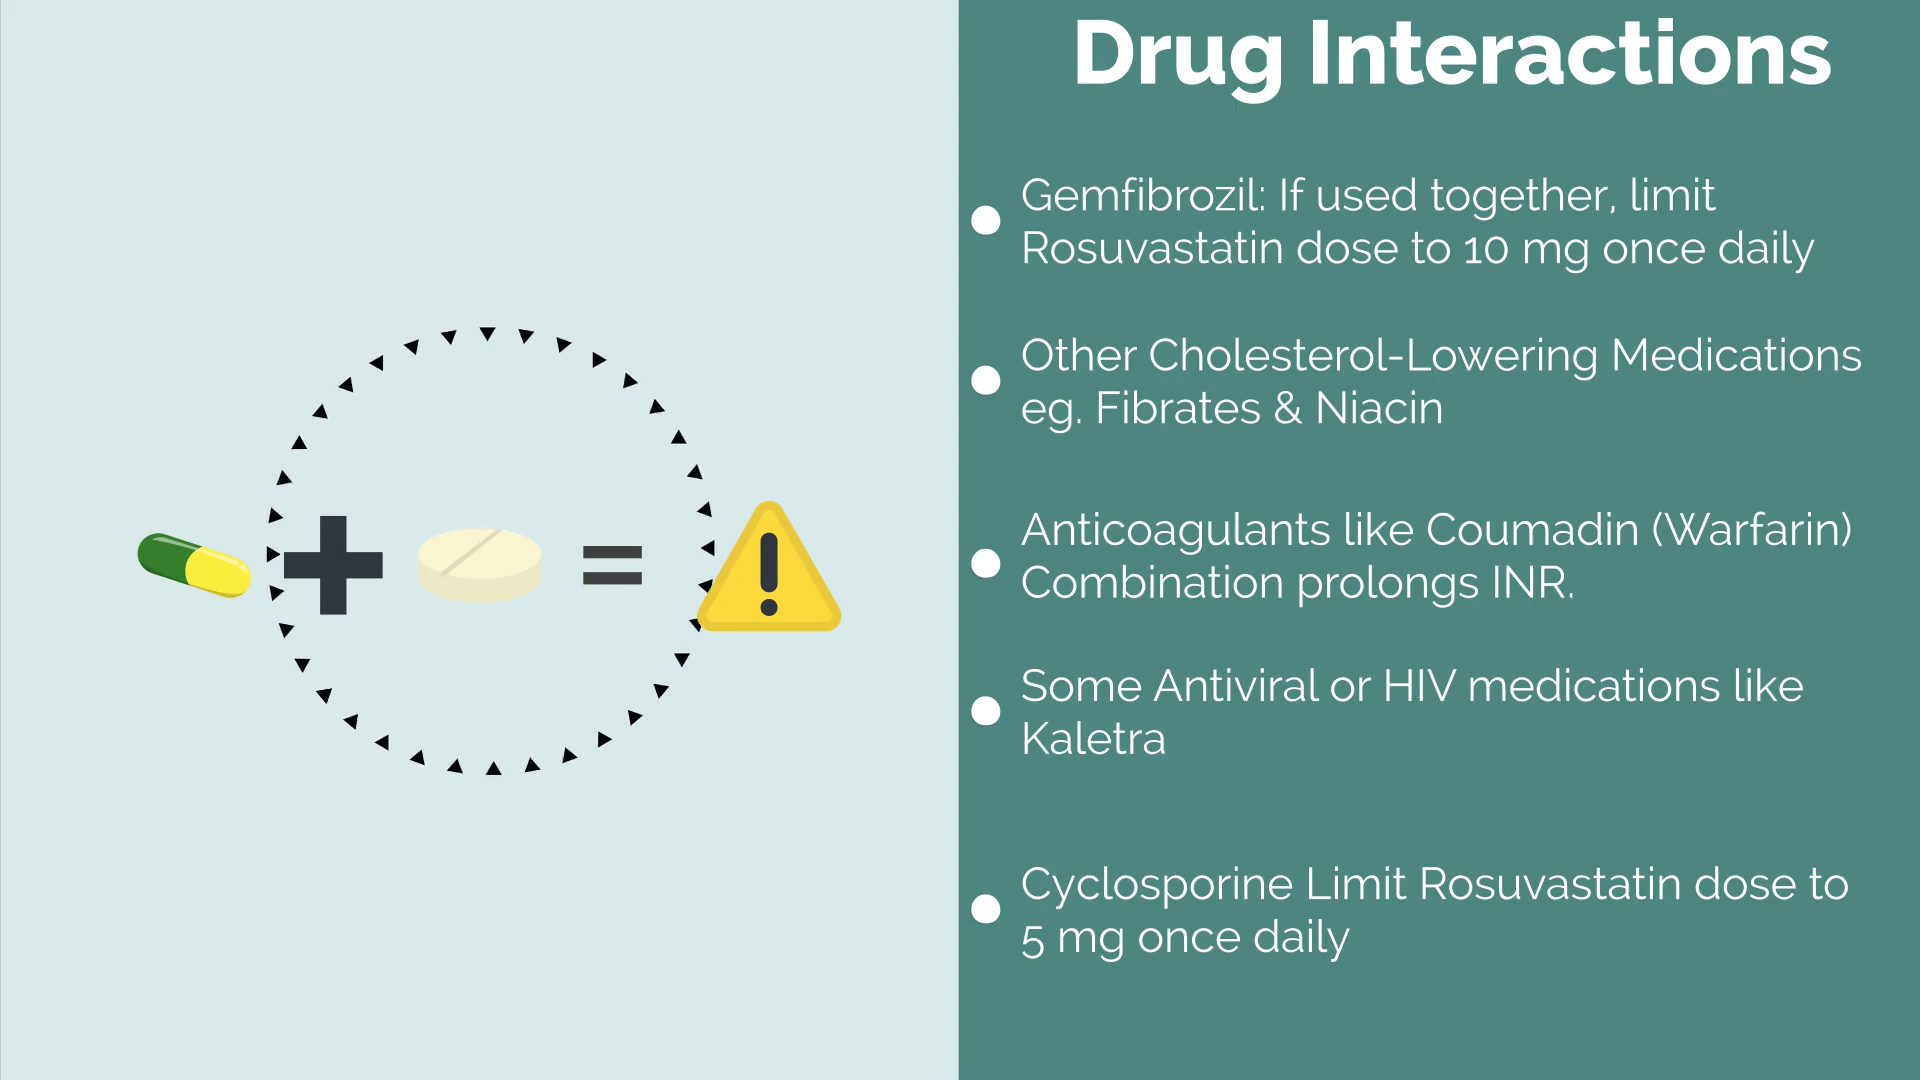 Drug Interactions
Gemfibrozil: If used together, limit
Rosuvastatin dose to 10 mg once daily
Other Cholesterol-Lowering Medications
eg. Fibrates & Niacin
Anticoagulants like Coumadin (Warfarin)
Combination prolongs INR.
Some Antiviral or HIV medications like
Kaletra
Cyclosporine Limit Rosuvastatin dose to
5 mg once daily